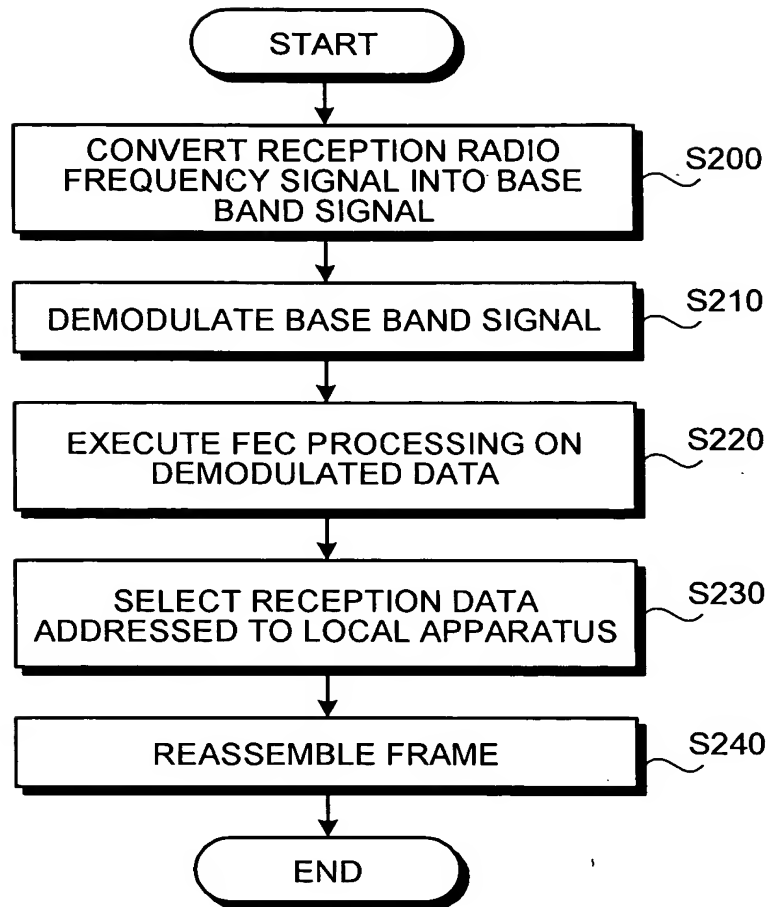 START
CONVERT RECEPTION RADIO
FREQUENCY SIGNAL INTO BASE
BAND SIGNAL
S200
DEMODULATE BASE BAND SIGNAL
S210
EXECUTE FEC PROCESSING ON
DEMODULATED DATA
S220
SELECT RECEPTION DATA
ADDRESSED TO LOCAL APPARATUS
S230
REASSEMBLE FRAME
S240
END